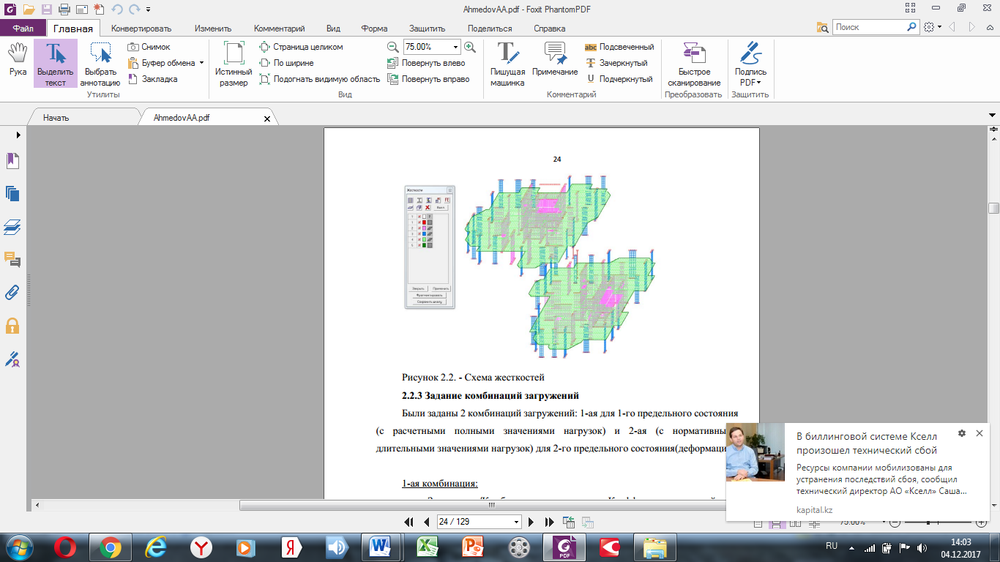 AhmedovAA.pdf - Foxit PhantomPDF
Файл
Главная
Конвертировать
Изменить
Комментарий
Вид
Форма
Защитить
Поделиться
Справка
Поиск
Рука
Выделить текст
Выбрать аннотацию
Снимок
Буфер обмена
Закладка
Утилиты
Истинный размер
Страница целиком
По ширине
Подогнать видимую область
75.00%
Повернуть влево
Повернуть вправо
Вид
Пишущая машинка
Примечание
abc Подсвеченный
Зачеркнутый
Подчеркнутый
Комментарий
Быстрое сканирование
Преобразовать
Подпись PDF
Защитить
Начать
AhmedovAA.pdf
24
Жесткости
Закрыть
Применить
Фрагментировать
Сохранить шкалу
Рисунок 2.2. - Схема жесткостей
2.2.3 Задание комбинаций загружений
Были заданы 2 комбинаций загружений: 1-ая для 1-го предельного состояния
(с расчетными полными значениями нагрузок) и 2-ая (с нормативны
длительными значениями нагрузок) для 2-го предельного состояния(деформаци
1-ая комбинация:
В биллинговой системе Кселл
произошел технический сбой
Ресурсы компании мобилизованы для
устранения последствий сбоя, сообщил
технический директор АО «Кселл» Саша...
kapital.kz
24 / 129
75.00%
RU
14:03
04.12.2017